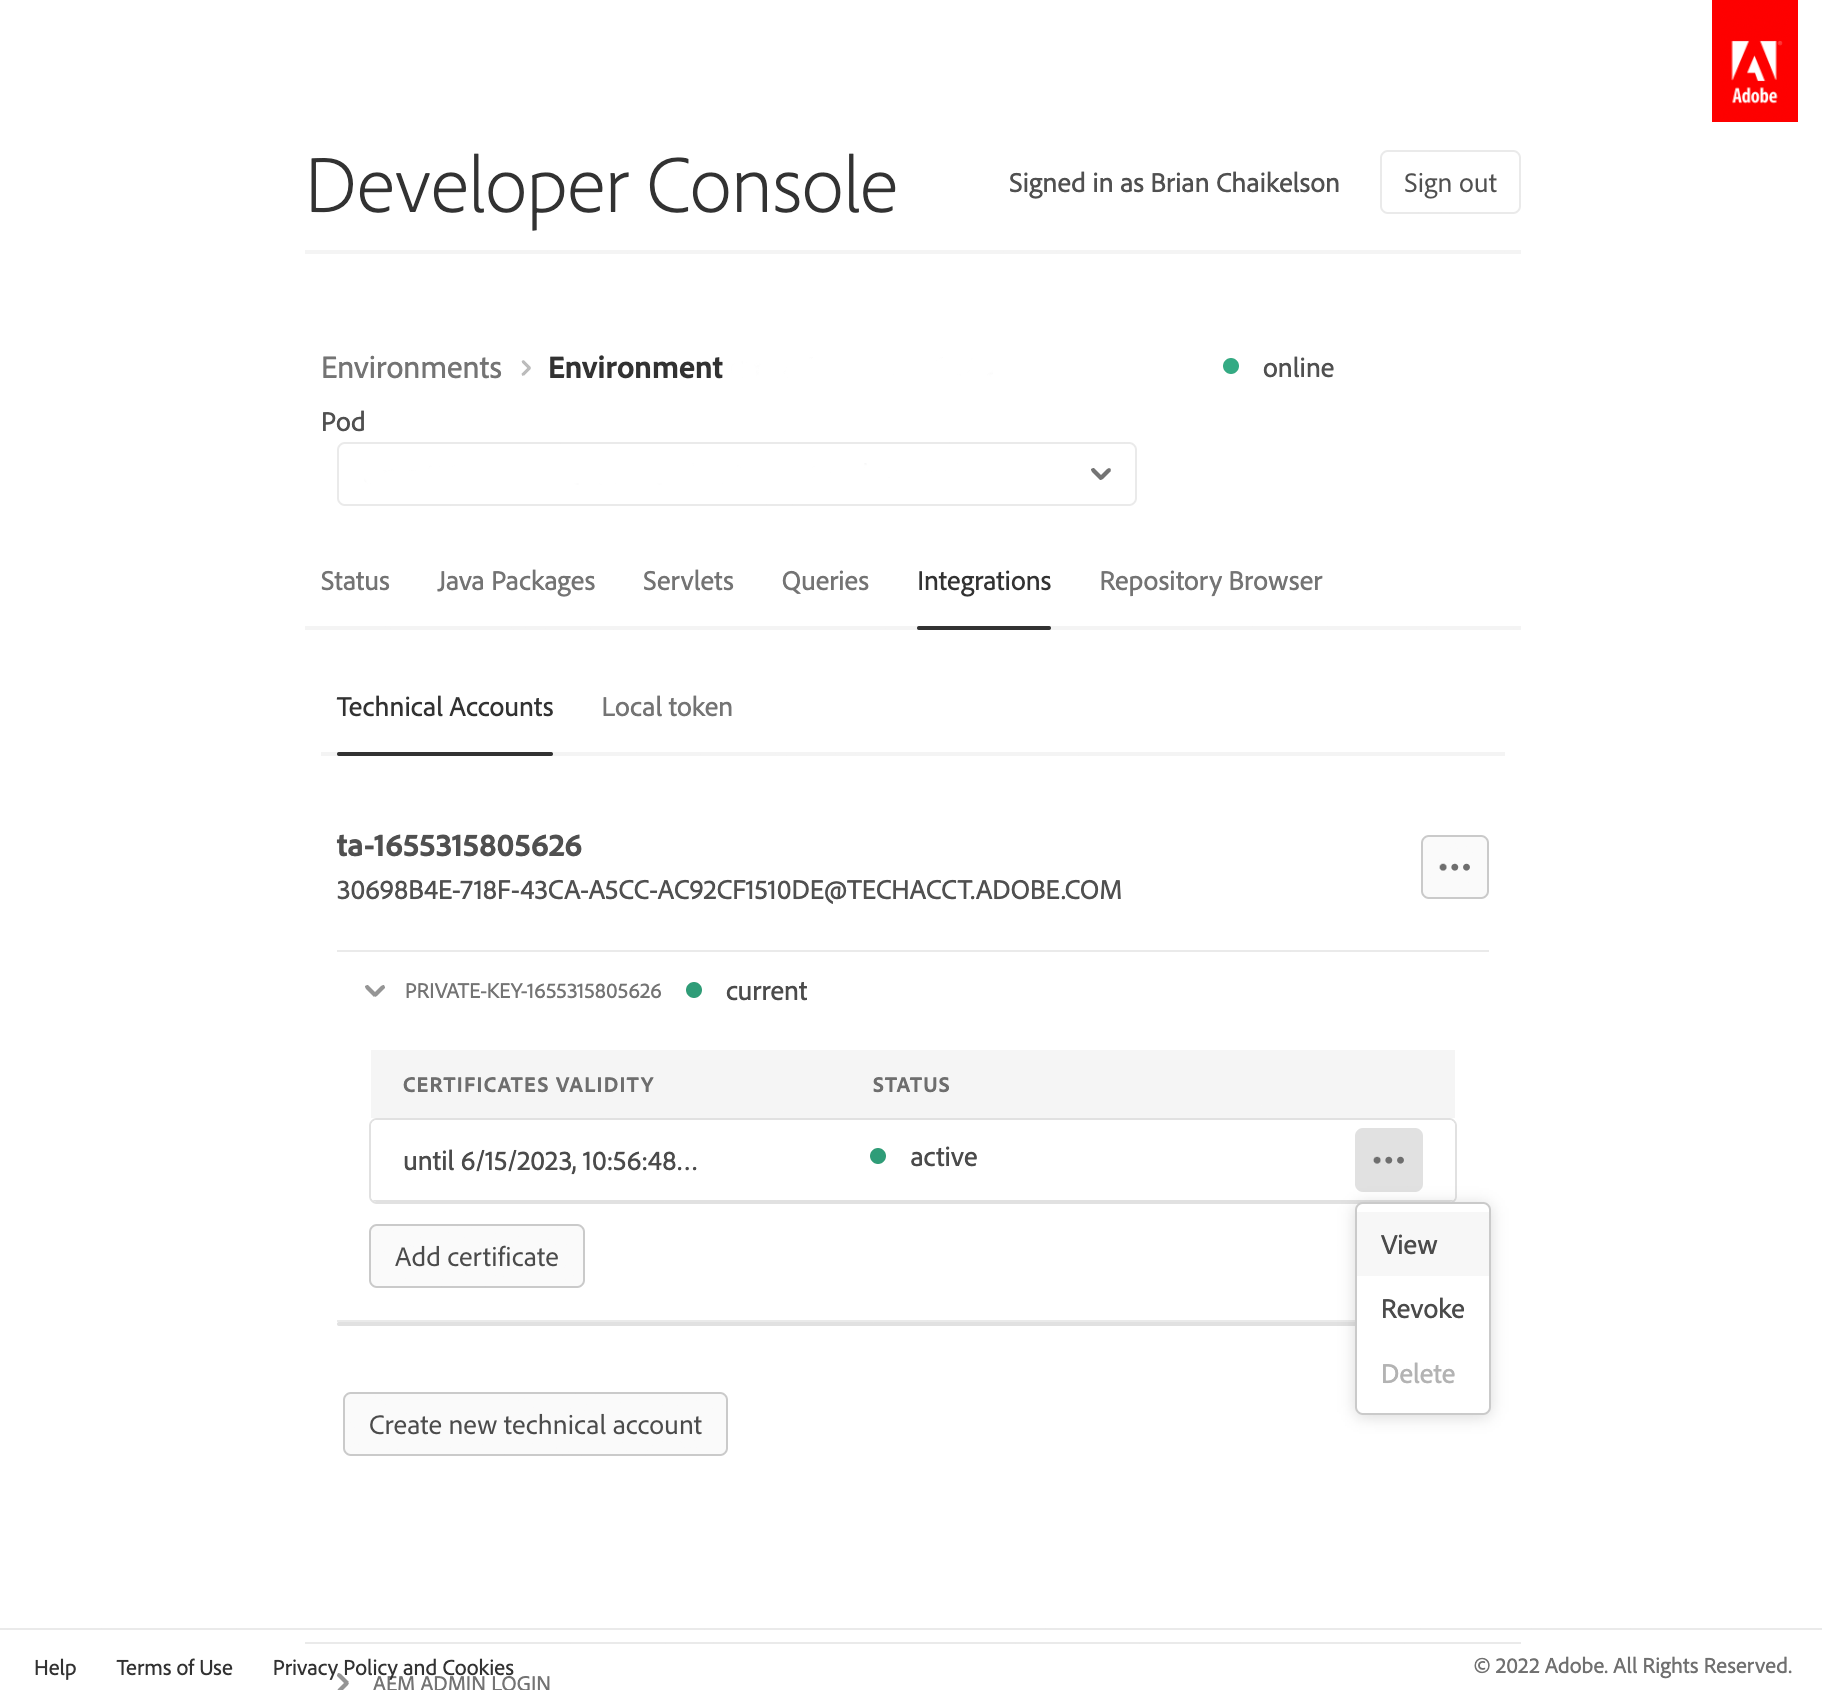 Adobe
Developer Console
Signed in as Brian Chaikelson
Sign out
Environments > Environment
online
Pod
Status Java Packages Servlets Queries Integrations Repository Browser
Technical Accounts Local token
ta-1655315805626
30698B4E-718F-43CA-A5CC-AC92CF1510DE@TECHACCT.ADOBE.COM
PRIVATE-KEY-1655315805626 current
CERTIFICATES VALIDITY STATUS
until 6/15/2023, 10:56:48... active
View
Add certificate
Revoke
Delete
Create new technical account
Help Terms of Use Privacy Policy and Cookies © 2022 Adobe. All Rights Reserved.
AEM ADMIN LOGIN